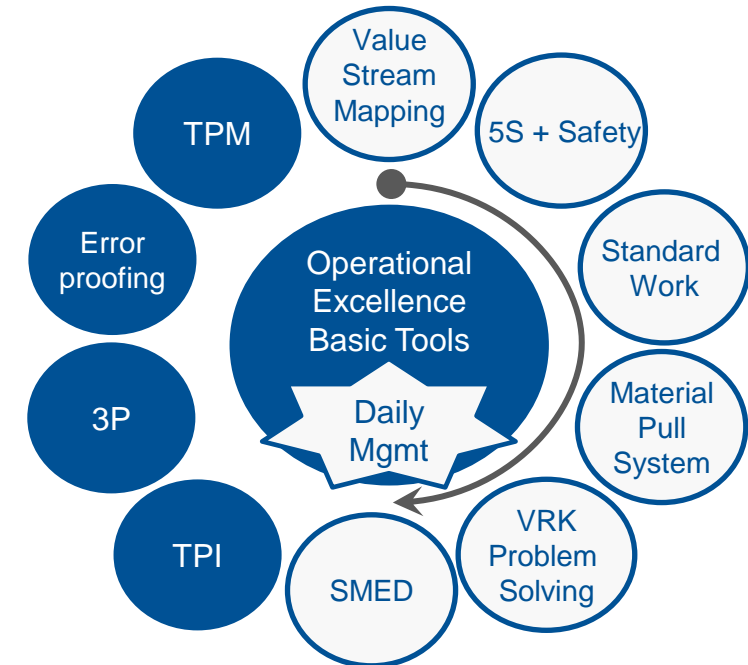 Value
Stream
Mapping
5S + Safety
Standard
Work
Material
Pull
System
VRK
Problem
Solving
SMED
TPI
3P
Error
proofing
TPM
Operational
Excellence
Basic Tools
Daily
Mgmt